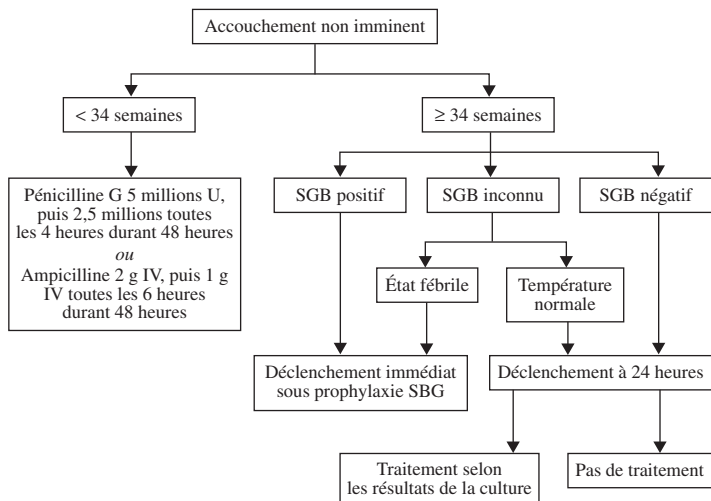 Accouchement non imminent
< 34 semaines
≥ 34 semaines
Pénicilline G 5 millions U,
puis 2,5 millions toutes
les 4 heures durant 48 heures
ou
Ampicilline 2 g IV, puis 1 g
IV toutes les 6 heures
durant 48 heures
SGB positif
SGB inconnu
SGB négatif
État fébrile
Température
normale
Déclenchement immédiat
sous prophylaxie SBG
Déclenchement à 24 heures
Traitement selon
les résultats de la culture
Pas de traitement